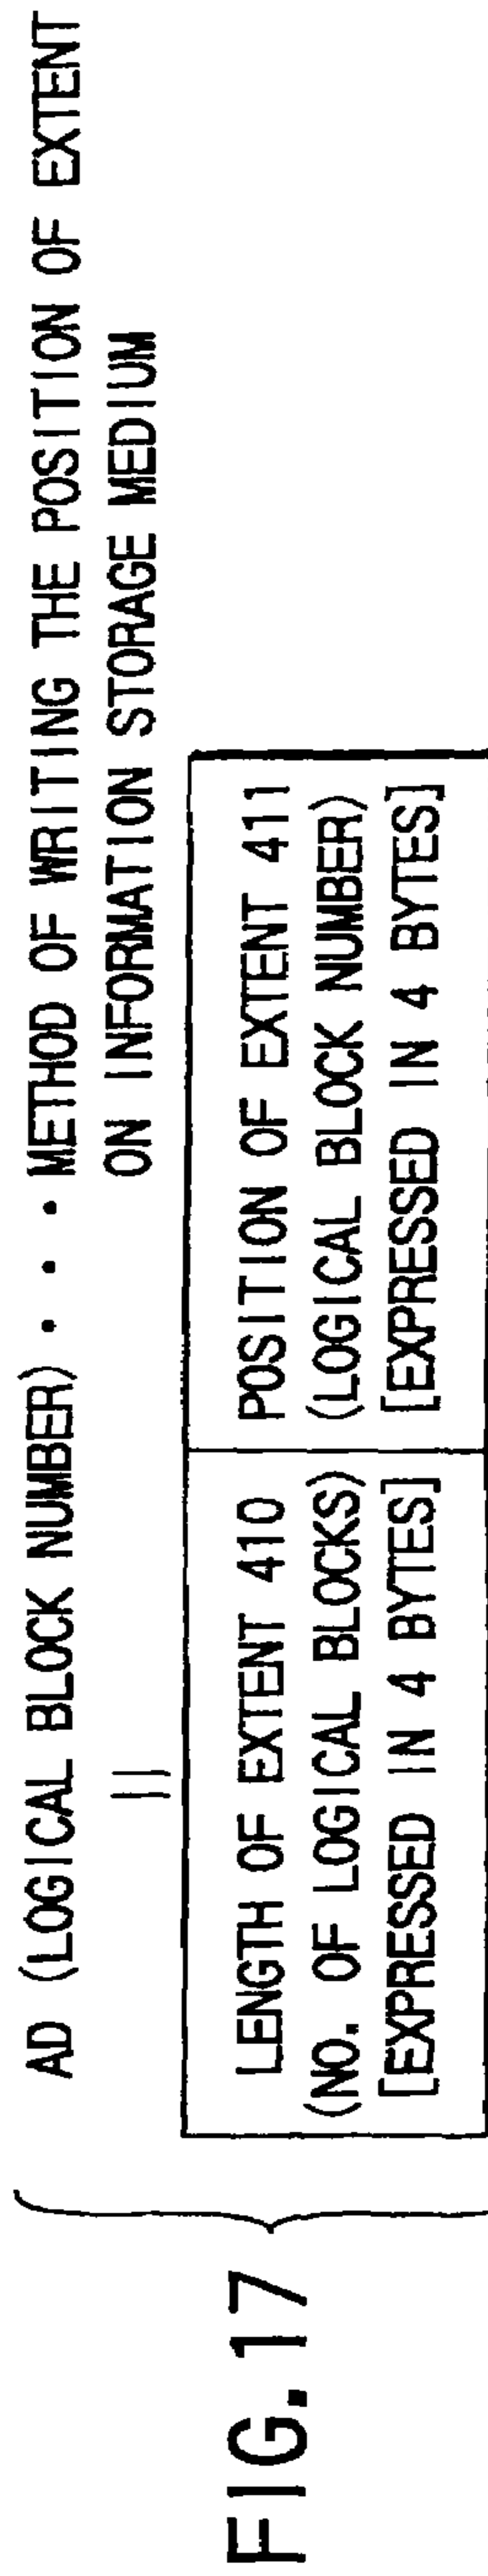 FIG. 17
AD (LOGICAL BLOCK NUMBER) • • • METHOD OF WRITING THE POSITION OF EXTENT
ON INFORMATION STORAGE MEDIUM
=
LENGTH OF EXTENT 410
(NO. OF LOGICAL BLOCKS)
[EXPRESSED IN 4 BYTES]
POSITION OF EXTENT 411
(LOGICAL BLOCK NUMBER)
[EXPRESSED IN 4 BYTES]